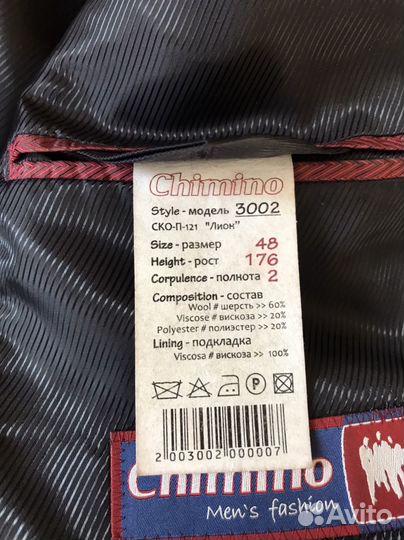 Chimino
Style - модель 3002
СКО-П-121 "Лион"
Size - размер 48
Height - рост 176
Corpulence - полнота 2
Composition - состав
Wool # шерсть >> 60%
Viscose # вискоза >> 20%
Polyester # полиэстер >> 20%
Lining - подкладка
Viscosa # вискоза >> 100%
P
2 003002 000007
Chimino
Men's fashion
Avito